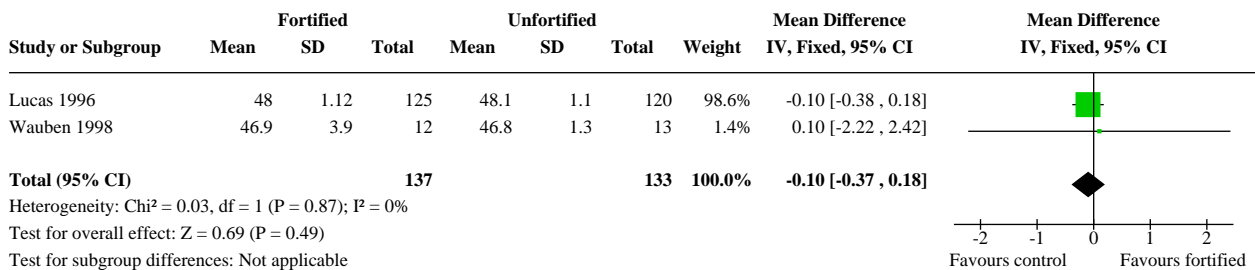 Fortified Unfortified Mean Difference Mean Difference
Study or Subgroup Mean SD Total Mean SD Total Weight IV, Fixed, 95% CI IV, Fixed, 95% CI
Lucas 1996 48 1.12 125 48.1 1.1 120 98.6% -0.10 [-0.38 , 0.18]
Wauben 1998 46.9 3.9 12 46.8 1.3 13 1.4% 0.10 [-2.22 , 2.42]
Total (95% CI) 137 133 100.0% -0.10 [-0.37 , 0.18]
Heterogeneity: Chi² = 0.03, df = 1 (P = 0.87); I² = 0%
Test for overall effect: Z = 0.69 (P = 0.49)
-2 -1 0 1 2
Test for subgroup differences: Not applicable
Favours control Favours fortified